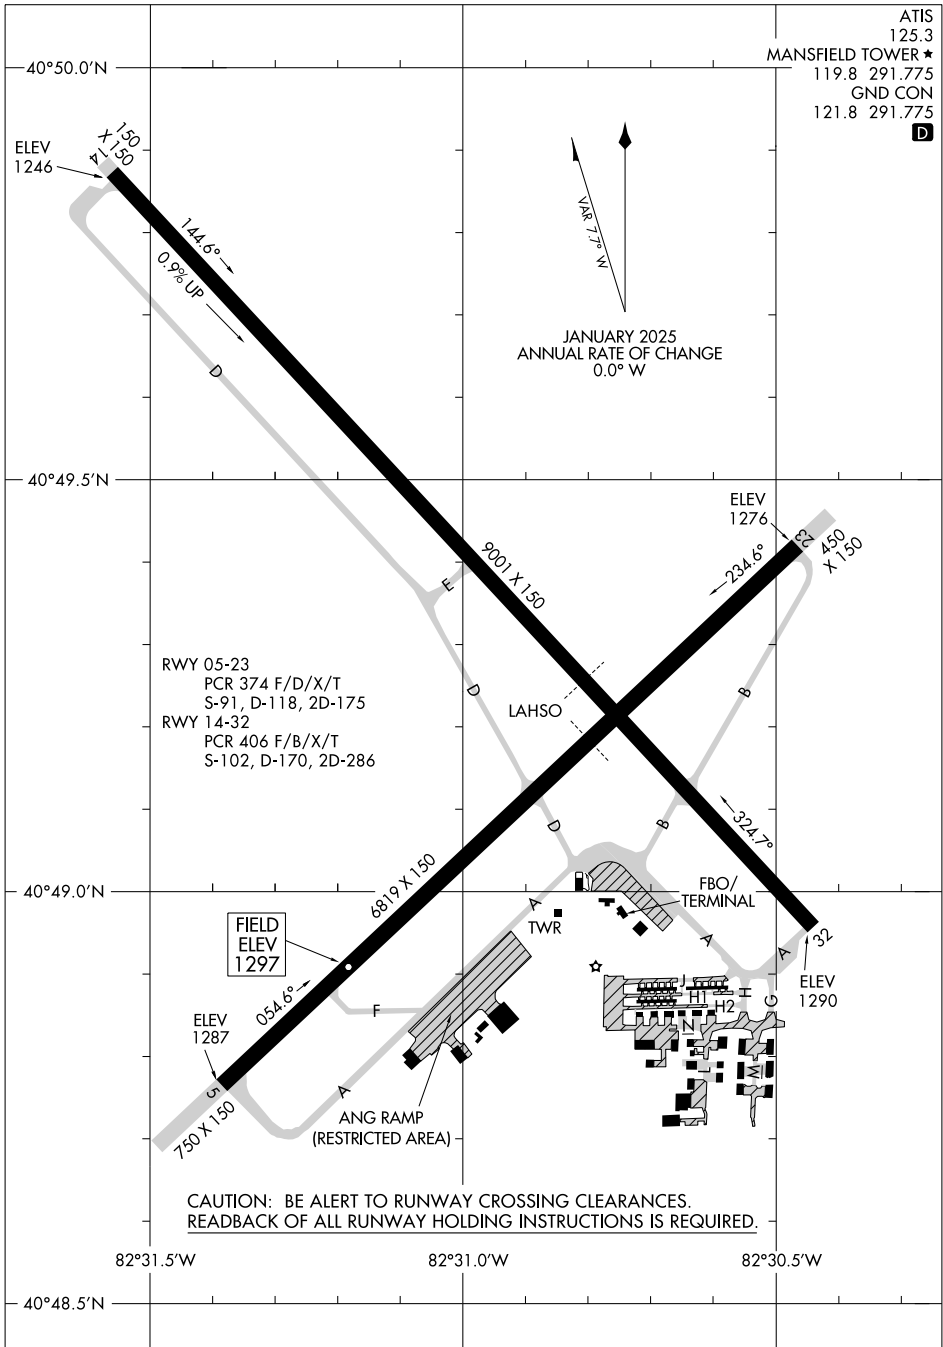 ATIS
125.3
MANSFIELD TOWER ★
119.8 291.775
GND CON
121.8 291.775
D
40°50.0'N
150
X 150
14
ELEV
1246
144.6°
0.9% UP
VAR 7.7° W
JANUARY 2025
ANNUAL RATE OF CHANGE
0.0° W
D
40°49.5'N
ELEV
1276
23
450
X 150
234.6°
9001 X 150
E
RWY 05-23
PCR 374 F/D/X/T
S-91, D-118, 2D-175
RWY 14-32
PCR 406 F/B/X/T
S-102, D-170, 2D-286
D
B
LAHSO
D
B
324.7°
40°49.0'N
6819 X 150
FBO/
TERMINAL
A
TWR
A
A
32
FIELD
ELEV
1297
ELEV
1290
054.6°
F
J
H
H1
H2
G
N
L
M
ELEV
1287
5
A
750 X 150
ANG RAMP
(RESTRICTED AREA)
CAUTION: BE ALERT TO RUNWAY CROSSING CLEARANCES.
READBACK OF ALL RUNWAY HOLDING INSTRUCTIONS IS REQUIRED.
82°31.5'W
82°31.0'W
82°30.5'W
40°48.5'N